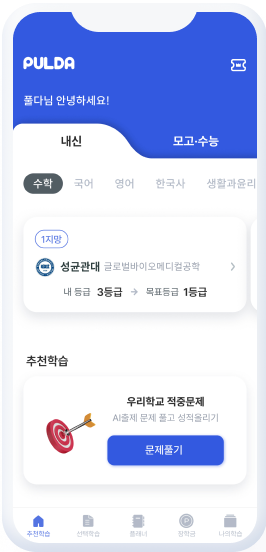 PULDA
풀다님 안녕하세요!
내신 모고·수능
수학 국어 영어 한국사 생활과윤리
1지망
성균관대 글로벌바이오메디컬공학
내 등급 3등급 → 목표등급 1등급
추천학습
우리학교 적중문제
AI출제 문제 풀고 성적올리기
문제풀기
추천학습 선택학습 플래너 장학금 나의학습